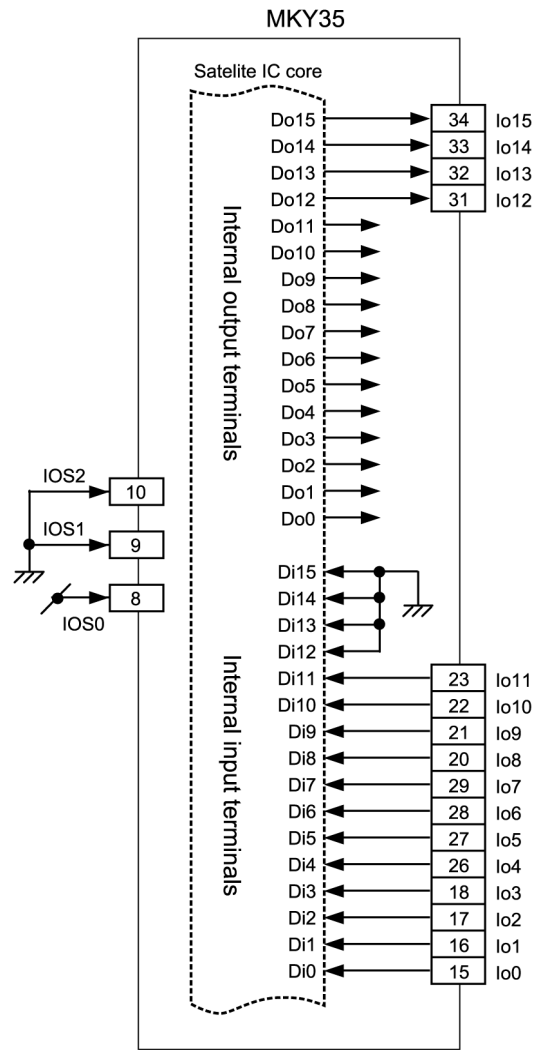 MKY35
Satelite IC core
Do15 34 Io15
Do14 33 Io14
Do13 32 Io13
Do12 31 Io12
Do11
Do10
Do9
Do8
Do7
Do6
Do5
Do4
Do3
Do2
Do1
Do0
Internal output terminals
IOS2 10
IOS1 9
IOS0 8
Di15
Di14
Di13
Di12
Di11 23 Io11
Di10 22 Io10
Di9 21 Io9
Di8 20 Io8
Di7 29 Io7
Di6 28 Io6
Di5 27 Io5
Di4 26 Io4
Di3 18 Io3
Di2 17 Io2
Di1 16 Io1
Di0 15 Io0
Internal input terminals